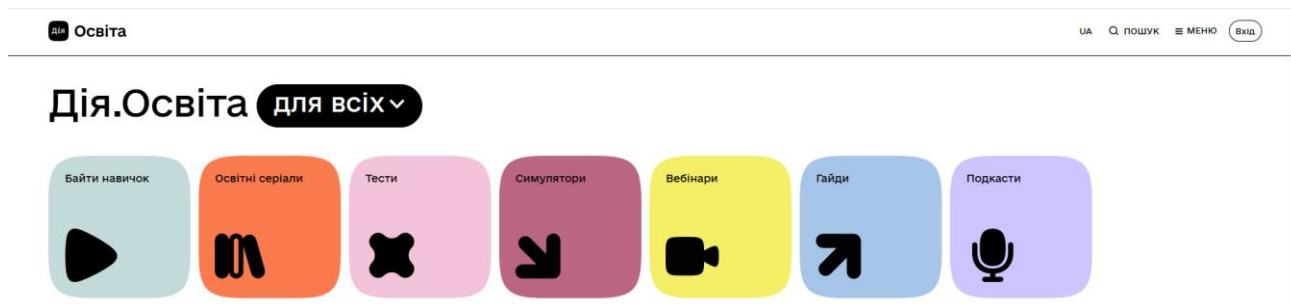 Дія Освіта
UA ПОШУК МЕНЮ Вхід
Дія.Освіта для всіх
Байти навичок
Освітні серіали
Тести
Симулятори
Вебінари
Гайди
Подкасти